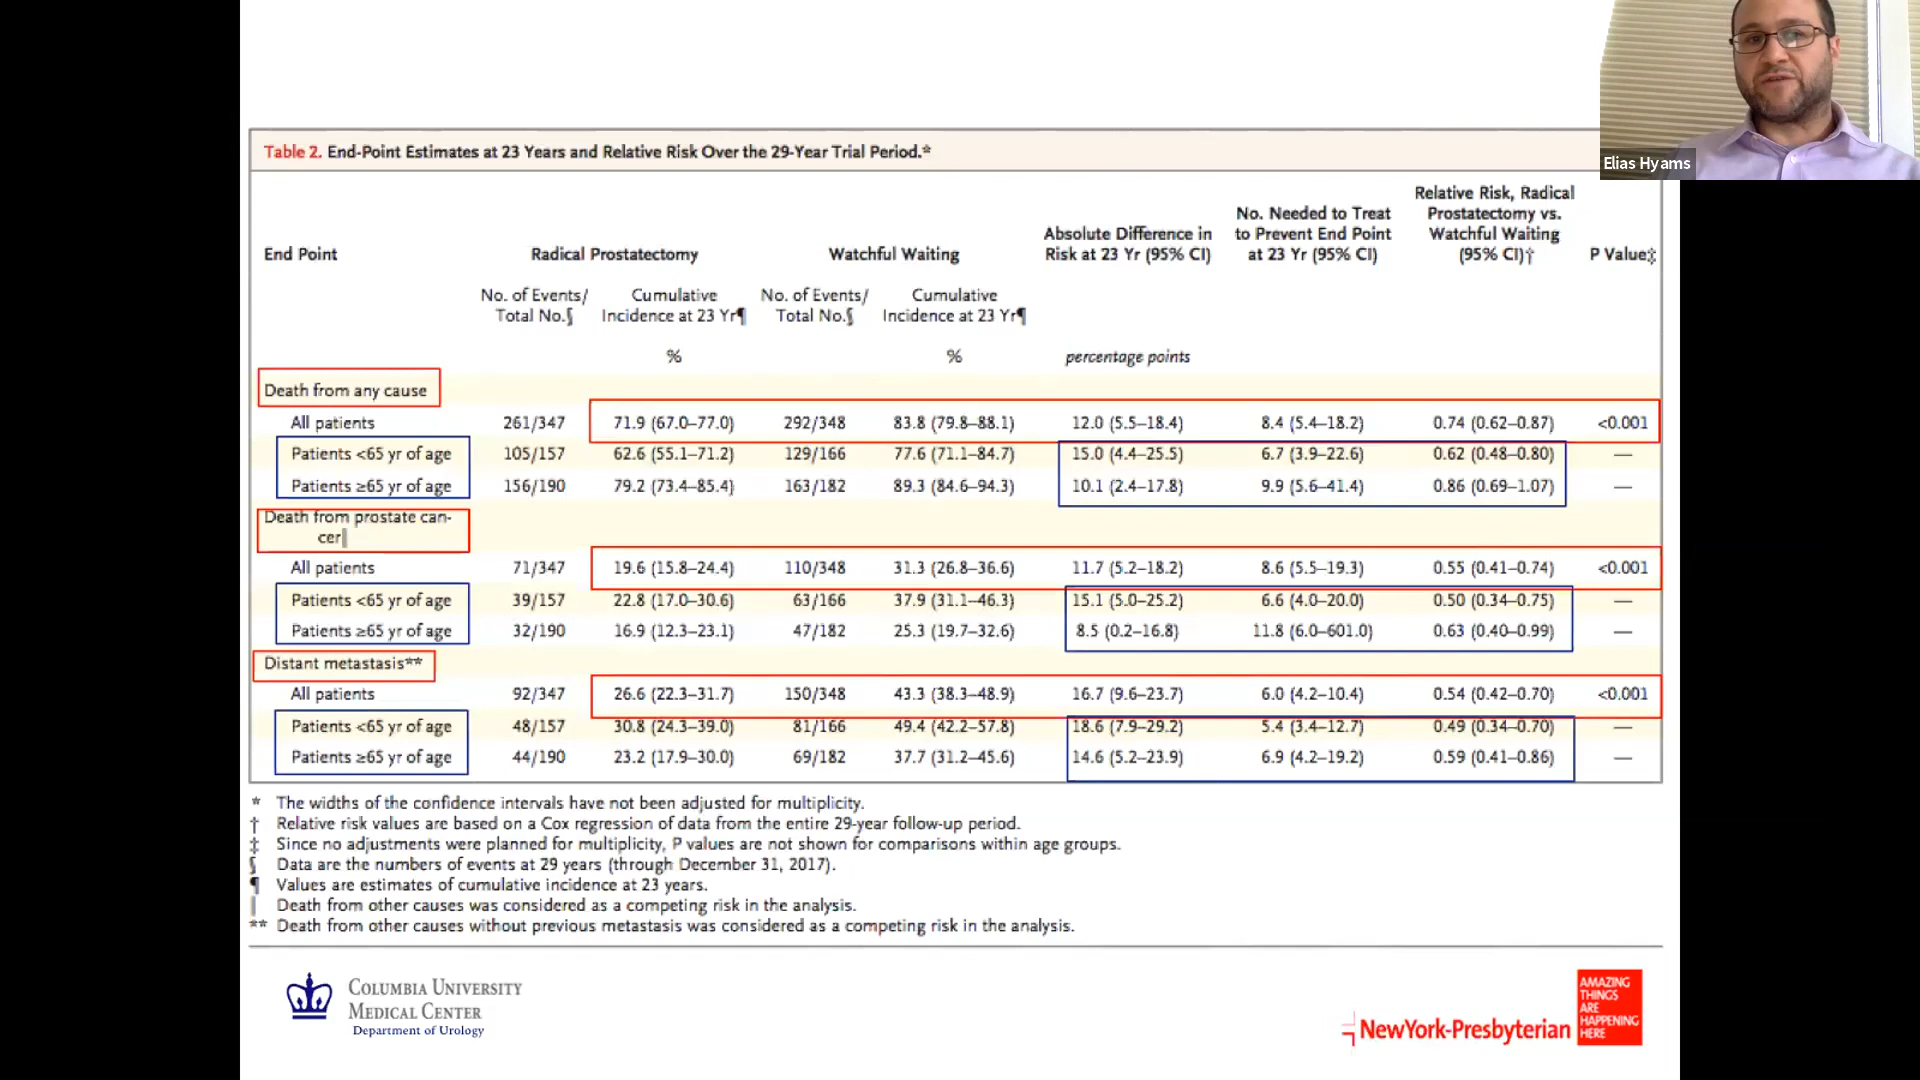 Elias Hyams
Table 2. End-Point Estimates at 23 Years and Relative Risk Over the 29-Year Trial Period.*
End Point
Radical Prostatectomy
Watchful Waiting
Absolute Difference in
Risk at 23 Yr (95% CI)
No. Needed to Treat
to Prevent End Point
at 23 Yr (95% CI)
Relative Risk, Radical
Prostatectomy vs.
Watchful Waiting
(95% CI)†
P Value‡
No. of Events/
Total No.§
Cumulative
Incidence at 23 Yr¶
No. of Events/
Total No.§
Cumulative
Incidence at 23 Yr¶
% % percentage points
Death from any cause
All patients 261/347 71.9 (67.0–77.0) 292/348 83.8 (79.8–88.1) 12.0 (5.5–18.4) 8.4 (5.4–18.2) 0.74 (0.62–0.87) <0.001
Patients <65 yr of age 105/157 62.6 (55.1–71.2) 129/166 77.6 (71.1–84.7) 15.0 (4.4–25.5) 6.7 (3.9–22.6) 0.62 (0.48–0.80) —
Patients ≥65 yr of age 156/190 79.2 (73.4–85.4) 163/182 89.3 (84.6–94.3) 10.1 (2.4–17.8) 9.9 (5.6–41.4) 0.86 (0.69–1.07) —
Death from prostate can-
cer‖
All patients 71/347 19.6 (15.8–24.4) 110/348 31.3 (26.8–36.6) 11.7 (5.2–18.2) 8.6 (5.5–19.3) 0.55 (0.41–0.74) <0.001
Patients <65 yr of age 39/157 22.8 (17.0–30.6) 63/166 37.9 (31.1–46.3) 15.1 (5.0–25.2) 6.6 (4.0–20.0) 0.50 (0.34–0.75) —
Patients ≥65 yr of age 32/190 16.9 (12.3–23.1) 47/182 25.3 (19.7–32.6) 8.5 (0.2–16.8) 11.8 (6.0–601.0) 0.63 (0.40–0.99) —
Distant metastasis**
All patients 92/347 26.6 (22.3–31.7) 150/348 43.3 (38.3–48.9) 16.7 (9.6–23.7) 6.0 (4.2–10.4) 0.54 (0.42–0.70) <0.001
Patients <65 yr of age 48/157 30.8 (24.3–39.0) 81/166 49.4 (42.2–57.8) 18.6 (7.9–29.2) 5.4 (3.4–12.7) 0.49 (0.34–0.70) —
Patients ≥65 yr of age 44/190 23.2 (17.9–30.0) 69/182 37.7 (31.2–45.6) 14.6 (5.2–23.9) 6.9 (4.2–19.2) 0.59 (0.41–0.86) —
* The widths of the confidence intervals have not been adjusted for multiplicity.
† Relative risk values are based on a Cox regression of data from the entire 29-year follow-up period.
‡ Since no adjustments were planned for multiplicity, P values are not shown for comparisons within age groups.
§ Data are the numbers of events at 29 years (through December 31, 2017).
¶ Values are estimates of cumulative incidence at 23 years.
‖ Death from other causes was considered as a competing risk in the analysis.
** Death from other causes without previous metastasis was considered as a competing risk in the analysis.
COLUMBIA UNIVERSITY
MEDICAL CENTER
Department of Urology
NewYork-Presbyterian
AMAZING
THINGS
ARE
HAPPENING
HERE